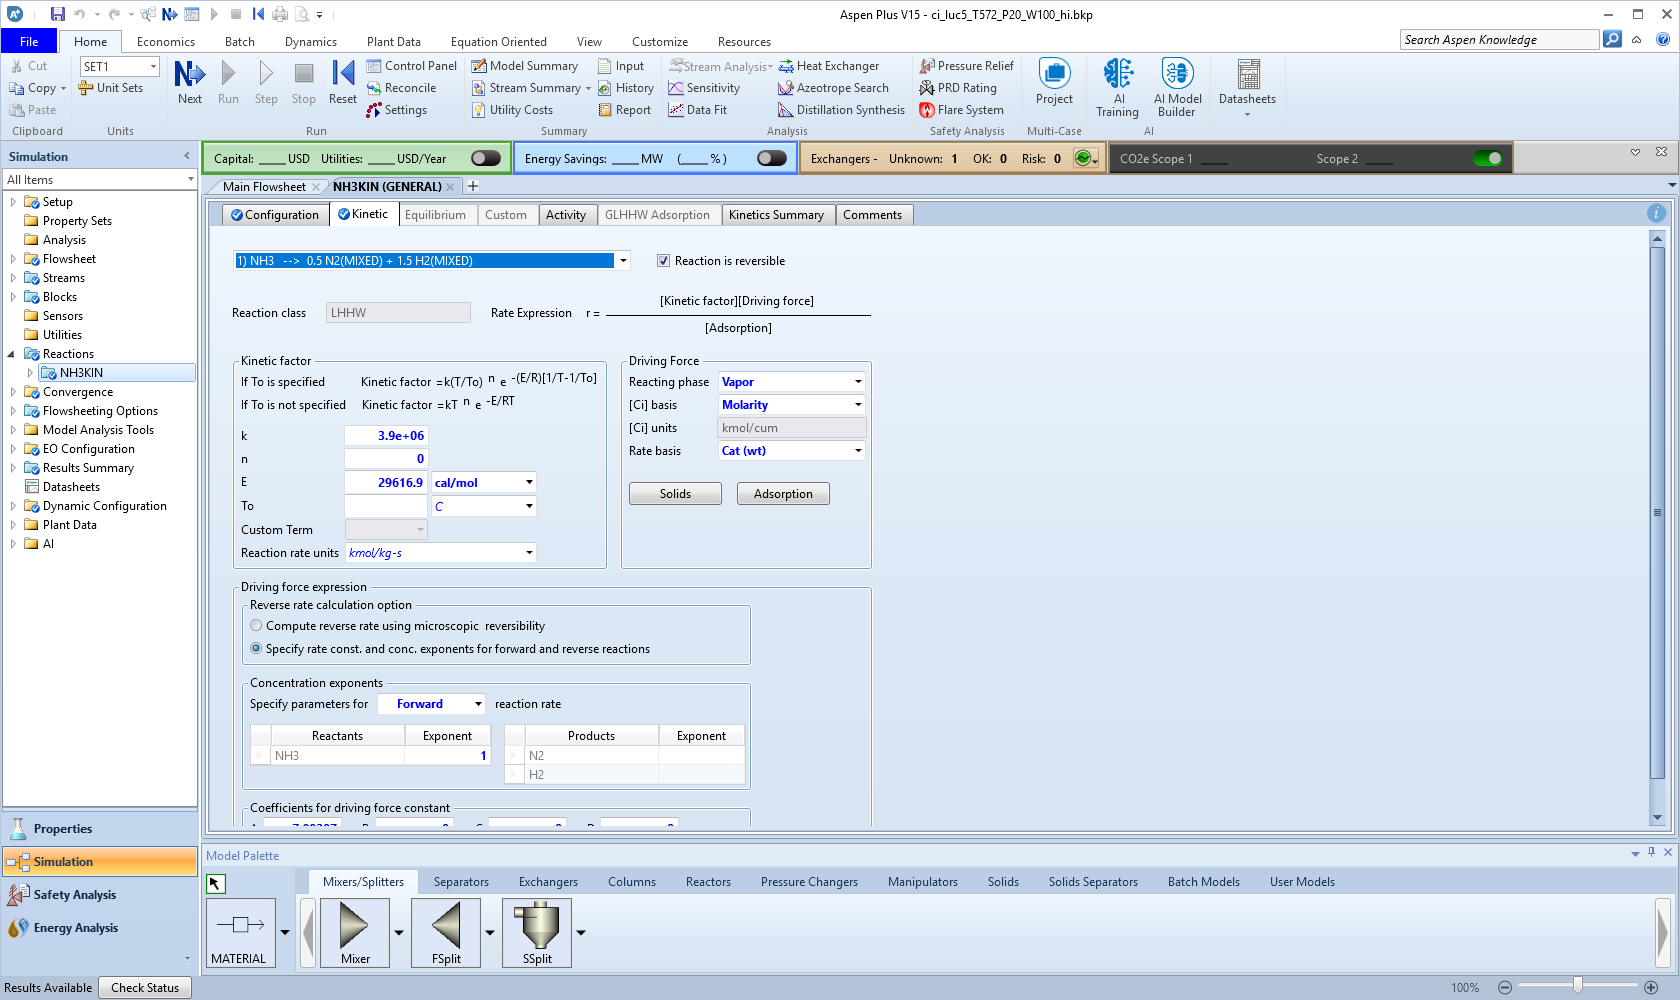 Aspen Plus V15 - ci_luc5_T572_P20_W100_hi.bkp
File
Home
Economics
Batch
Dynamics
Plant Data
Equation Oriented
View
Customize
Resources
Search Aspen Knowledge
Cut
Copy
Paste
Clipboard
SET1
Unit Sets
Units
Next
Run
Step
Stop
Reset
Control Panel
Reconcile
Settings
Run
Model Summary
Stream Summary
Utility Costs
Input
History
Report
Summary
Stream Analysis
Sensitivity
Data Fit
Heat Exchanger
Azeotrope Search
Distillation Synthesis
Analysis
Pressure Relief
PRD Rating
Flare System
Safety Analysis
Project
Multi-Case
AI Training
AI Model Builder
AI
Datasheets
Simulation
All Items
Capital: ____ USD Utilities: ____ USD/Year
Energy Savings: ____ MW (____ %)
Exchangers - Unknown: 1 OK: 0 Risk: 0
CO2e Scope 1 ____ Scope 2 ____
Main Flowsheet
NH3KIN (GENERAL)
Setup
Property Sets
Analysis
Flowsheet
Streams
Blocks
Sensors
Utilities
Reactions
NH3KIN
Convergence
Flowsheeting Options
Model Analysis Tools
EO Configuration
Results Summary
Datasheets
Dynamic Configuration
Plant Data
AI
Properties
Simulation
Safety Analysis
Energy Analysis
Configuration
Kinetic
Equilibrium
Custom
Activity
GLHHW Adsorption
Kinetics Summary
Comments
1) NH3 --> 0.5 N2(MIXED) + 1.5 H2(MIXED)
Reaction is reversible
Reaction class LHHW
Rate Expression r = [Kinetic factor][Driving force]
[Adsorption]
Kinetic factor
If To is specified Kinetic factor =k(T/To) n e -(E/R)[1/T-1/To]
If To is not specified Kinetic factor =kT n e -E/RT
k 3.9e+06
n 0
E 29616.9 cal/mol
To C
Custom Term
Reaction rate units kmol/kg-s
Driving Force
Reacting phase Vapor
[Ci] basis Molarity
[Ci] units kmol/cum
Rate basis Cat (wt)
Solids
Adsorption
Driving force expression
Reverse rate calculation option
Compute reverse rate using microscopic reversibility
Specify rate const. and conc. exponents for forward and reverse reactions
Concentration exponents
Specify parameters for Forward reaction rate
Reactants Exponent
NH3 1
Products Exponent
N2
H2
Coefficients for driving force constant
Model Palette
Mixers/Splitters
Separators
Exchangers
Columns
Reactors
Pressure Changers
Manipulators
Solids
Solids Separators
Batch Models
User Models
MATERIAL
Mixer
FSplit
SSplit
Results Available
Check Status
100%